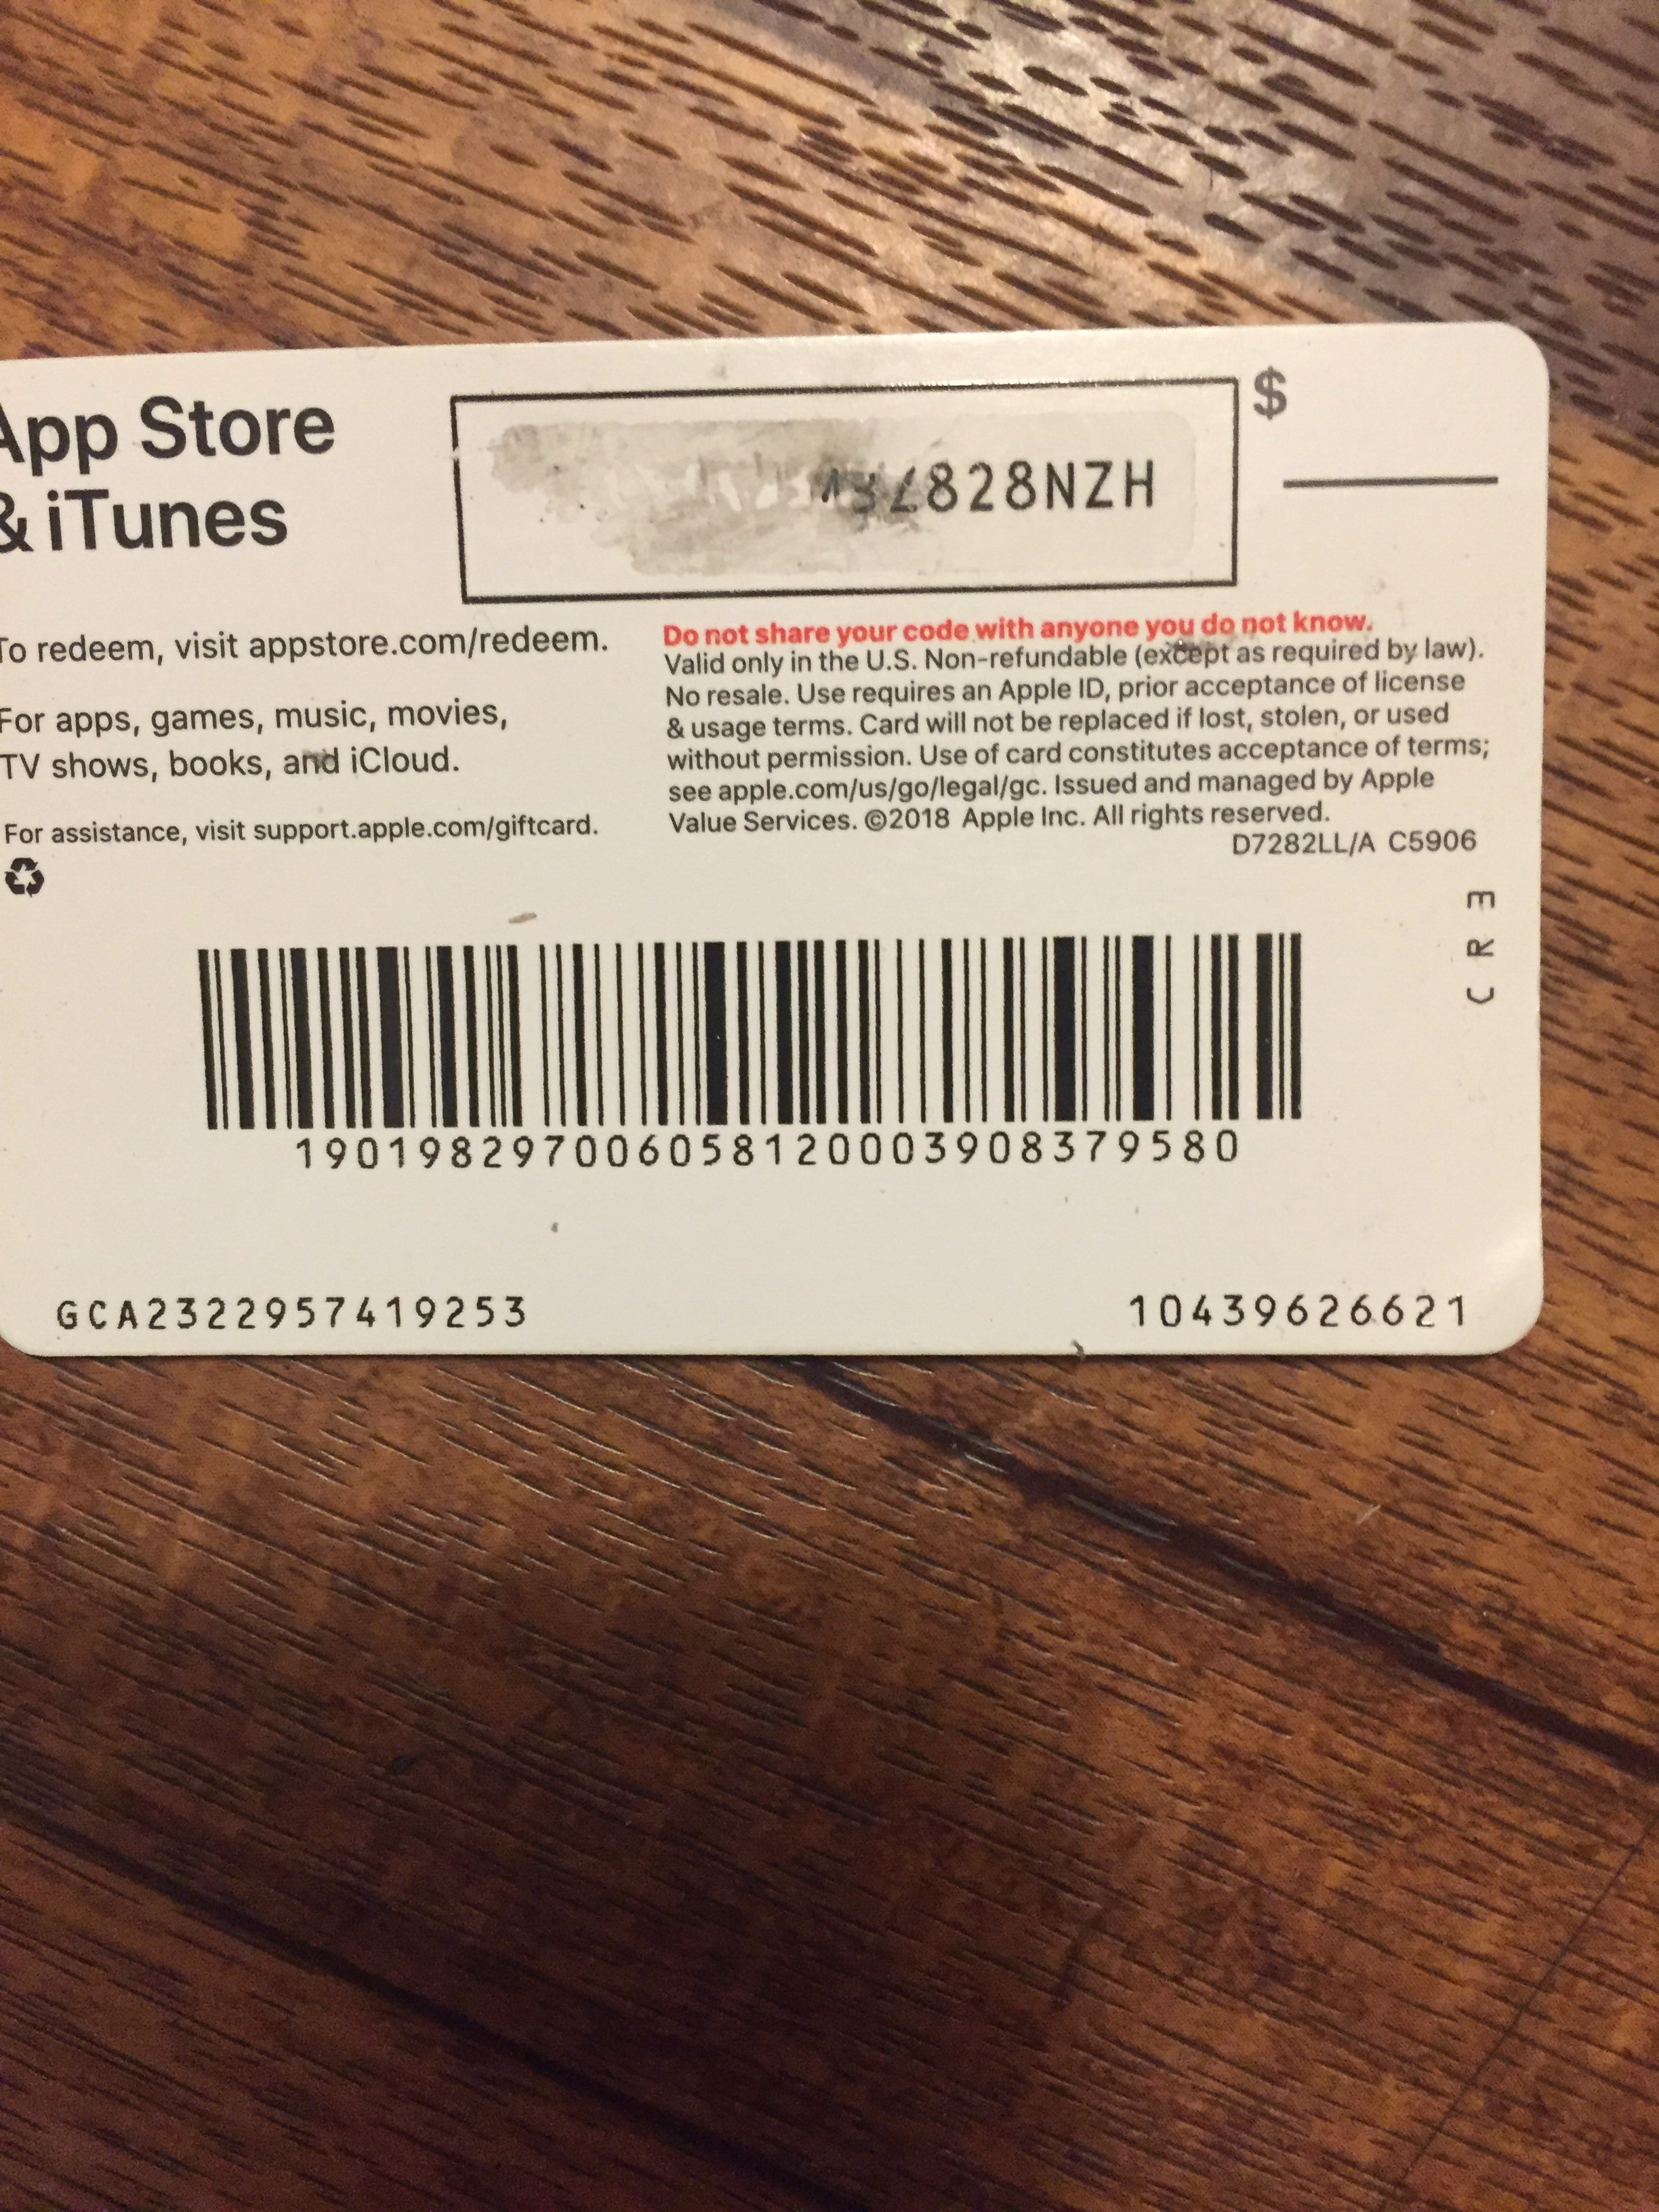 App Store
& iTunes
828NZH
$
To redeem, visit appstore.com/redeem.
For apps, games, music, movies,
TV shows, books, and iCloud.
For assistance, visit support.apple.com/giftcard.
Do not share your code with anyone you do not know.
Valid only in the U.S. Non-refundable (except as required by law).
No resale. Use requires an Apple ID, prior acceptance of license
& usage terms. Card will not be replaced if lost, stolen, or used
without permission. Use of card constitutes acceptance of terms;
see apple.com/us/go/legal/gc. Issued and managed by Apple
Value Services. ©2018 Apple Inc. All rights reserved.
D7282LL/A C5906
CRE
190198297006058120003908379580
GCA2322957419253
10439626621